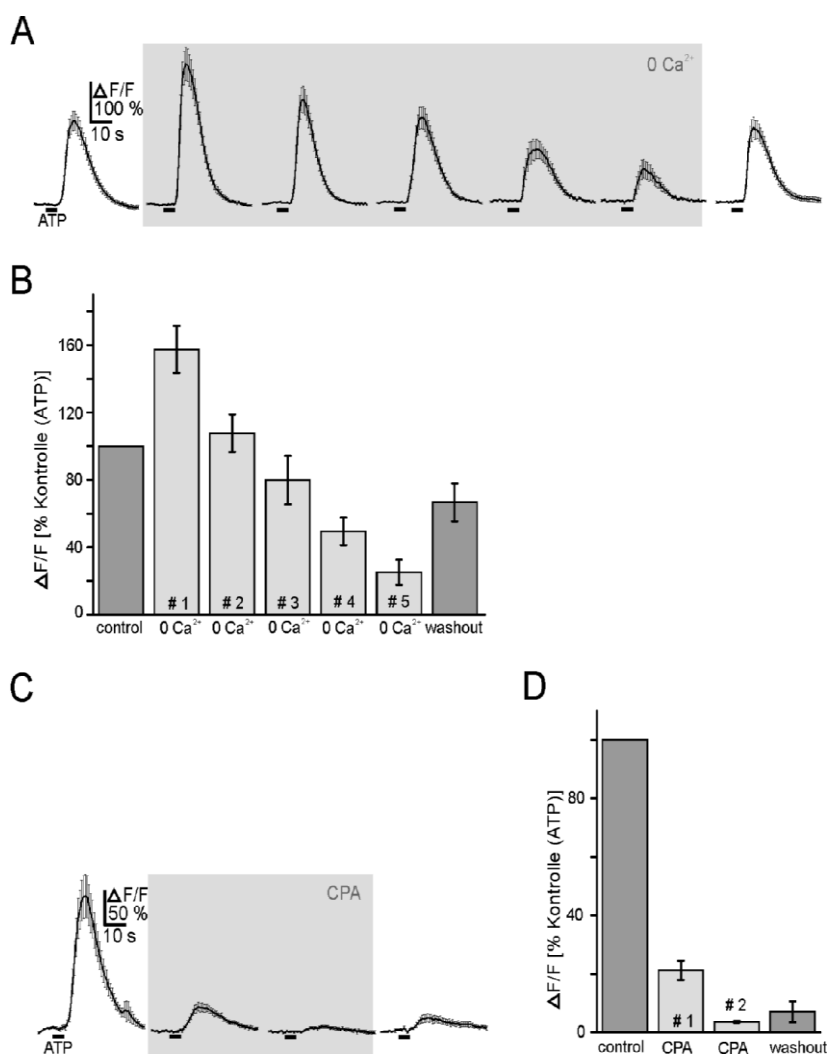 A
0 Ca²⁺
ΔF/F
100 %
10 s
ATP
B
ΔF/F [% Kontrolle (ATP)]
160
120
80
40
0
# 1
# 2
# 3
# 4
# 5
control
0 Ca²⁺
0 Ca²⁺
0 Ca²⁺
0 Ca²⁺
0 Ca²⁺
washout
C
CPA
ΔF/F
50 %
10 s
ATP
D
ΔF/F [% Kontrolle (ATP)]
80
40
0
# 1
# 2
control
CPA
CPA
washout